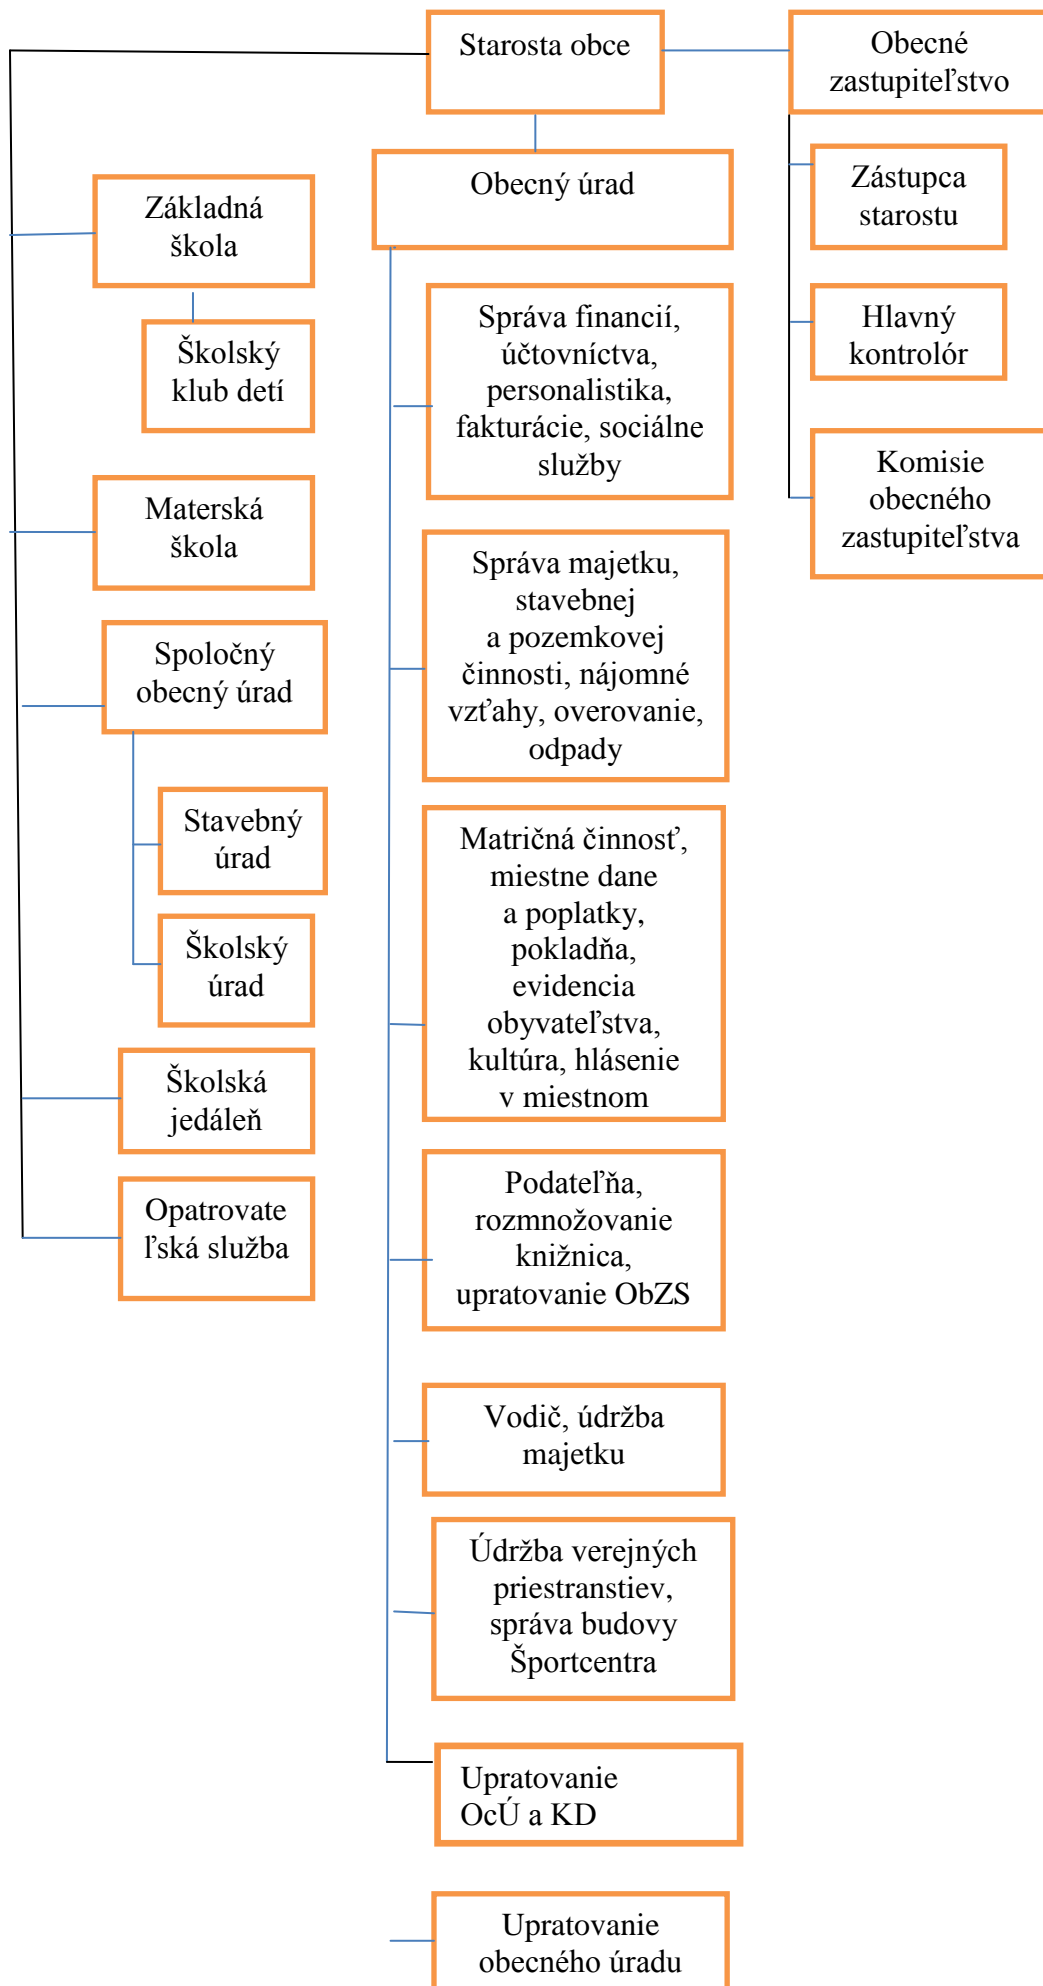 Starosta obce
Obecné
zastupiteľstvo
Obecný úrad
Zástupca
starostu
Základná
škola
Hlavný
kontrolór
Školský
klub detí
Správa financií,
účtovníctva,
personalistika,
fakturácie, sociálne
služby
Komisie
obecného
zastupiteľstva
Materská
škola
Správa majetku,
stavebnej
a pozemkovej
činnosti, nájomné
vzťahy, overovanie,
odpady
Spoločný
obecný úrad
Stavebný
úrad
Školský
úrad
Matričná činnosť,
miestne dane
a poplatky,
pokladňa,
evidencia
obyvateľstva,
kultúra, hlásenie
v miestnom
Školská
jedáleň
Opatrovate
ľská služba
Podateľňa,
rozmnožovanie
knižnica,
upratovanie ObZS
Vodič, údržba
majetku
Údržba verejných
priestranstiev,
správa budovy
Športcentra
Upratovanie
OcÚ a KD
Upratovanie
obecného úradu